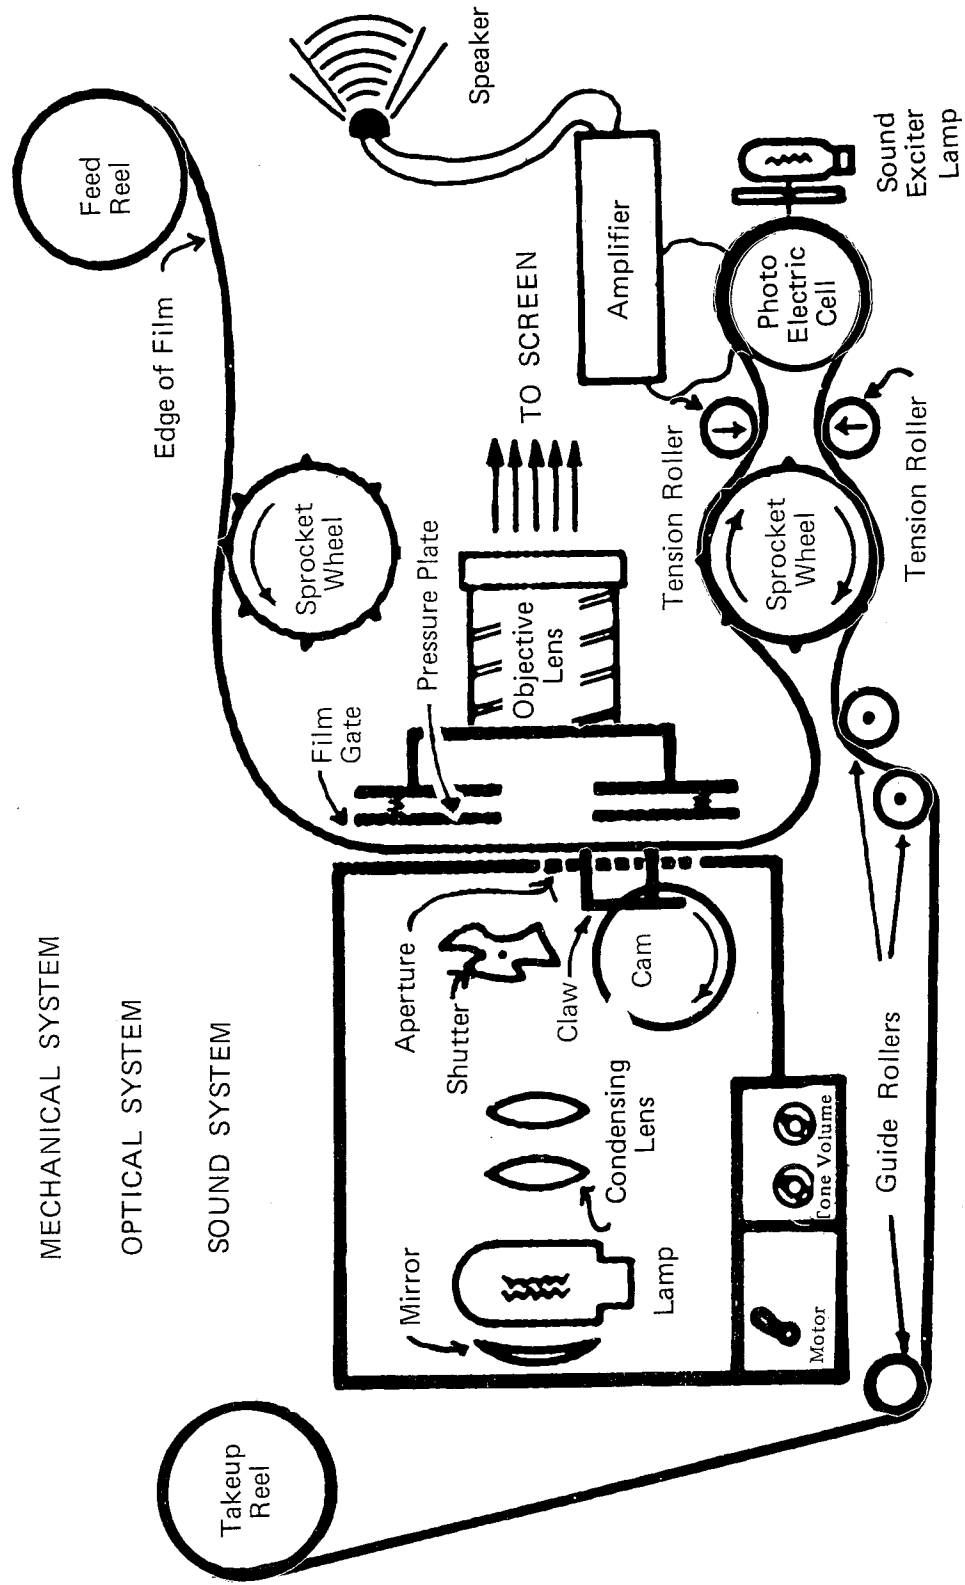 MECHANICAL SYSTEM
OPTICAL SYSTEM
SOUND SYSTEM
Takeup
Reel
Feed
Reel
Edge of Film
Sprocket
Wheel
Film
Gate
Pressure Plate
Speaker
Mirror
Lamp
Condensing
Lens
Shutter
Aperture
Claw
Cam
Objective
Lens
TO SCREEN
Amplifier
Motor
Tone Volume
Tension Roller
Sprocket
Wheel
Photo
Electric
Cell
Sound
Exciter
Lamp
Guide Rollers
Tension Roller